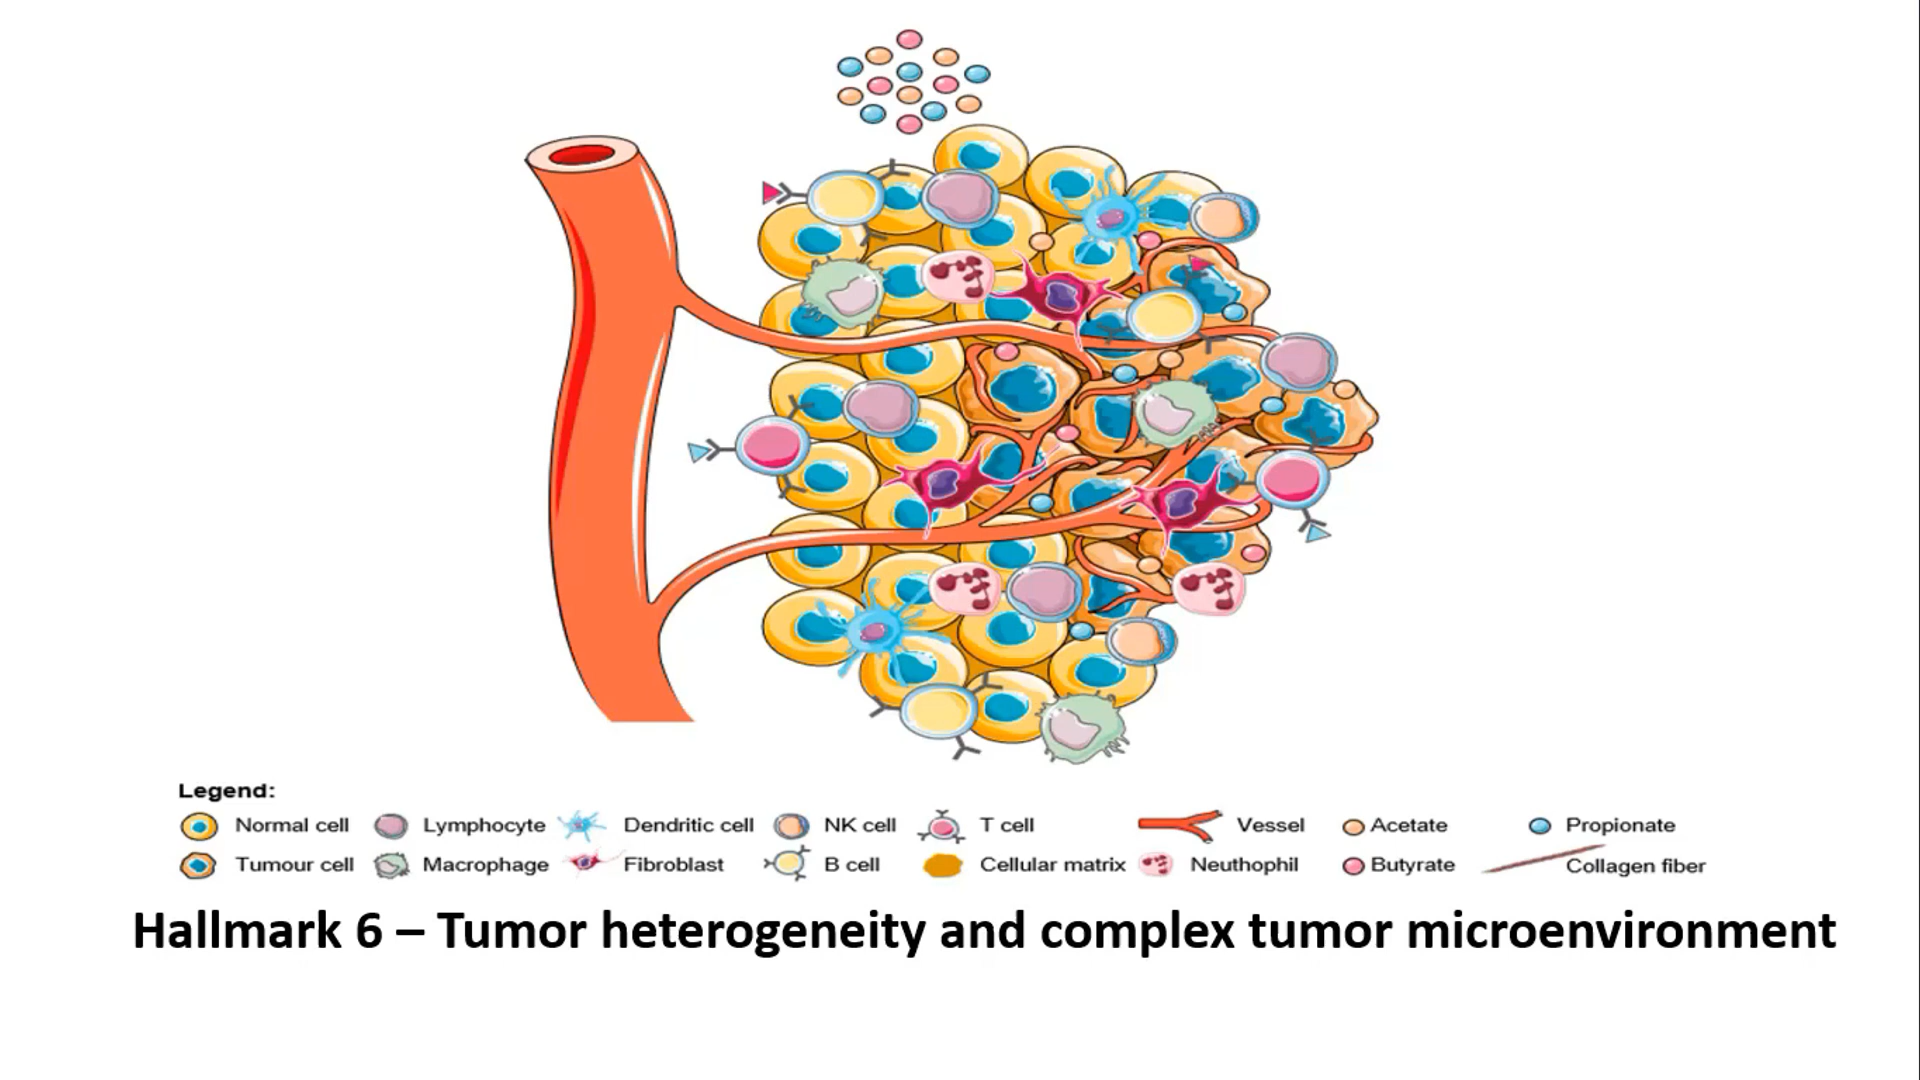 Legend:
Normal cell Lymphocyte Dendritic cell NK cell T cell Vessel Acetate Propionate
Tumour cell Macrophage Fibroblast B cell Cellular matrix Neuthophil Butyrate Collagen fiber
Hallmark 6 – Tumor heterogeneity and complex tumor microenvironment